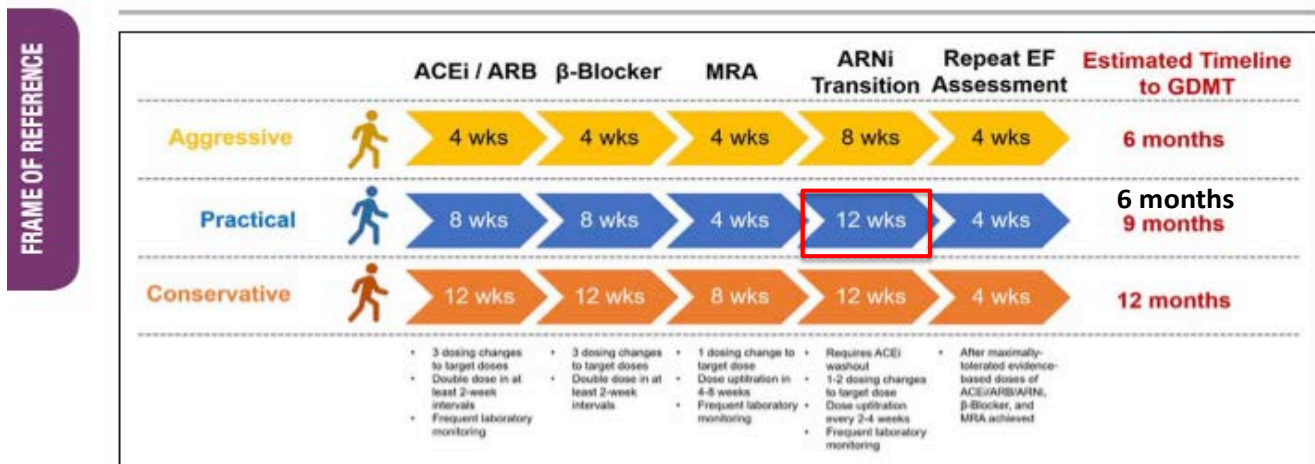 FRAME OF REFERENCE
ACEi / ARB β-Blocker MRA ARNi Transition Repeat EF Assessment Estimated Timeline to GDMT
Aggressive 4 wks 4 wks 4 wks 8 wks 4 wks 6 months
6 months
Practical 8 wks 8 wks 4 wks 12 wks 4 wks 9 months
Conservative 12 wks 12 wks 8 wks 12 wks 4 wks 12 months
• 3 dosing changes
to target doses
• Double dose in at
least 2-week
intervals
• Frequent laboratory
monitoring
• 3 dosing changes
to target doses
• Double dose in at
least 2-week
intervals
• 1 dosing change to
target dose
• Dose uptitration in
4-8 weeks
• Frequent laboratory
monitoring
• Requires ACEi
washout
• 1-2 dosing changes
to target dose
• Dose uptitration
every 2-4 weeks
• Frequent laboratory
monitoring
• After maximally-
tolerated evidence-
based doses of
ACEi/ARB/ARNi,
β-Blocker, and
MRA achieved